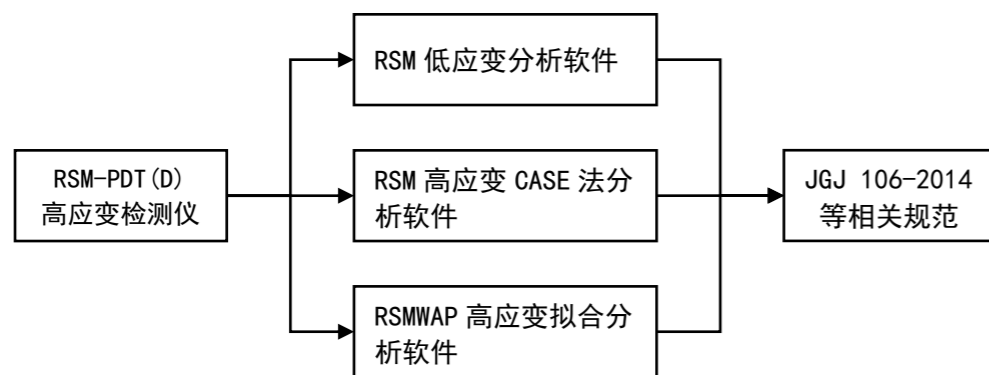 RSM 低应变分析软件
RSM-PDT(D)
高应变检测仪
RSM 高应变 CASE 法分
析软件
JGJ 106-2014
等相关规范
RSMWAP 高应变拟合分
析软件